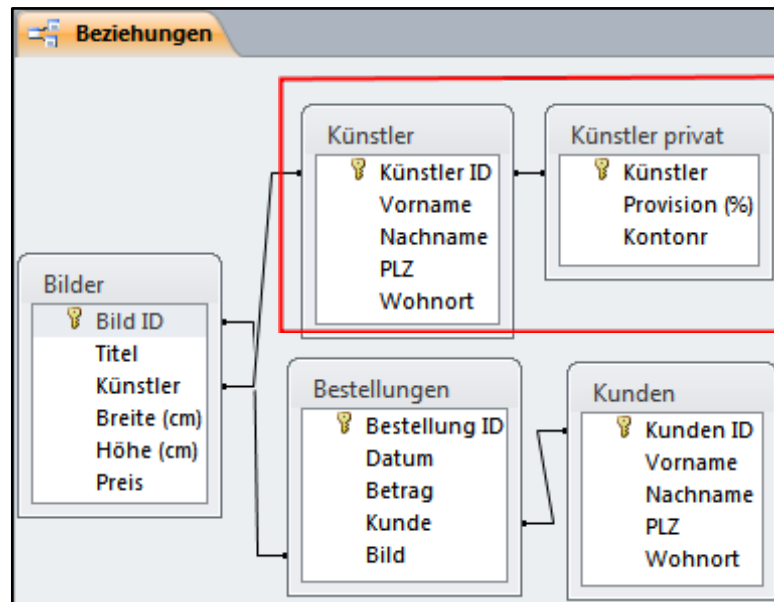 Beziehungen
Künstler
Künstler ID
Vorname
Nachname
PLZ
Wohnort
Künstler privat
Künstler
Provision (%)
Kontonr
Bilder
Bild ID
Titel
Künstler
Breite (cm)
Höhe (cm)
Preis
Bestellungen
Bestellung ID
Datum
Betrag
Kunde
Bild
Kunden
Kunden ID
Vorname
Nachname
PLZ
Wohnort